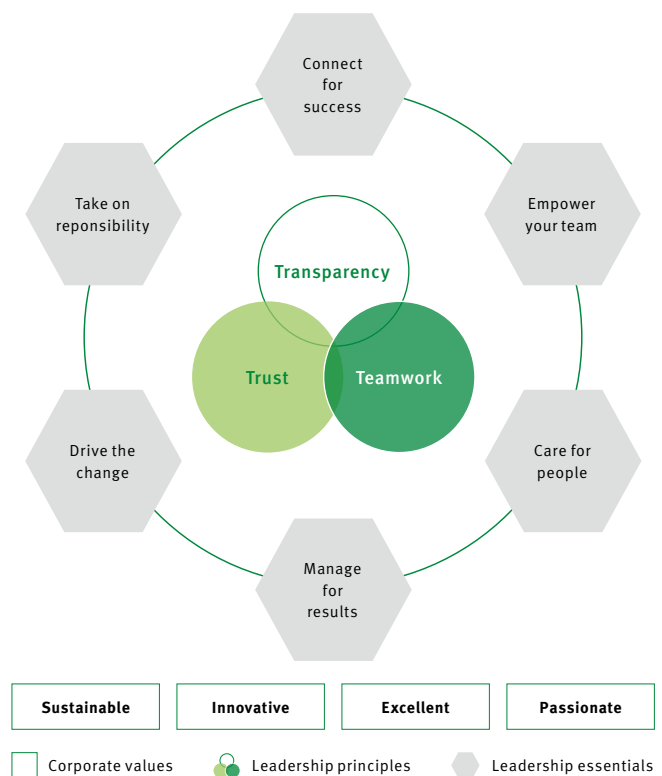 Connect
for
success
Take on
reponsibility
Empower
your team
Transparency
Trust
Teamwork
Drive the
change
Care for
people
Manage
for
results
Sustainable
Innovative
Excellent
Passionate
Corporate values
Leadership principles
Leadership essentials